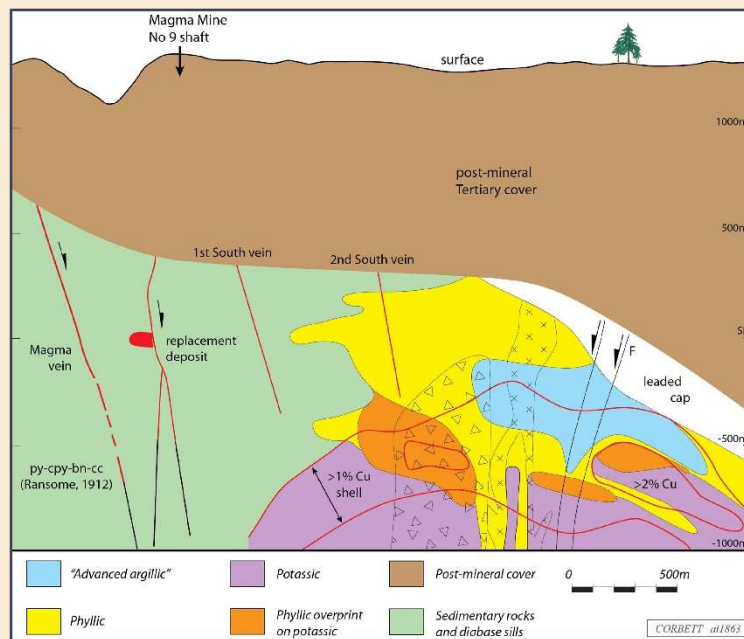 Magma Mine
No 9 shaft
surface
1000m
post-mineral
Tertiary cover
500m
1st South vein
2nd South vein
Magma
vein
replacement
deposit
F
leaded
cap
py-cpy-bn-cc
(Ransome, 1912)
>1% Cu
shell
>2% Cu
-500m
-1000m
"Advanced argillic"
Potassic
Post-mineral cover
0 500m
Phyllic
Phyllic overprint
on potassic
Sedimentary rocks
and diabase sills
CORBETT ai1863